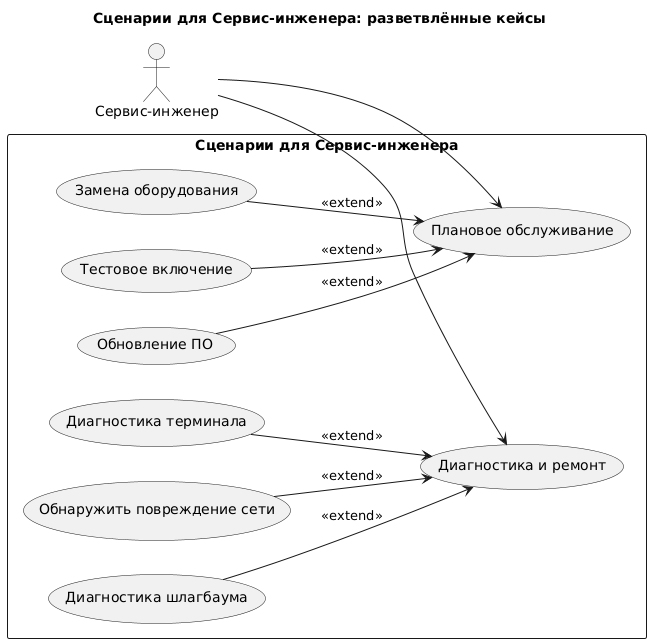 Сценарии для Сервис-инженера: разветвлённые кейсы
Сервис-инженер
Сценарии для Сервис-инженера
Замена оборудования
«extend»
Плановое обслуживание
Тестовое включение
«extend»
Обновление ПО
«extend»
Диагностика терминала
«extend»
Диагностика и ремонт
Обнаружить повреждение сети
«extend»
Диагностика шлагбаума
«extend»